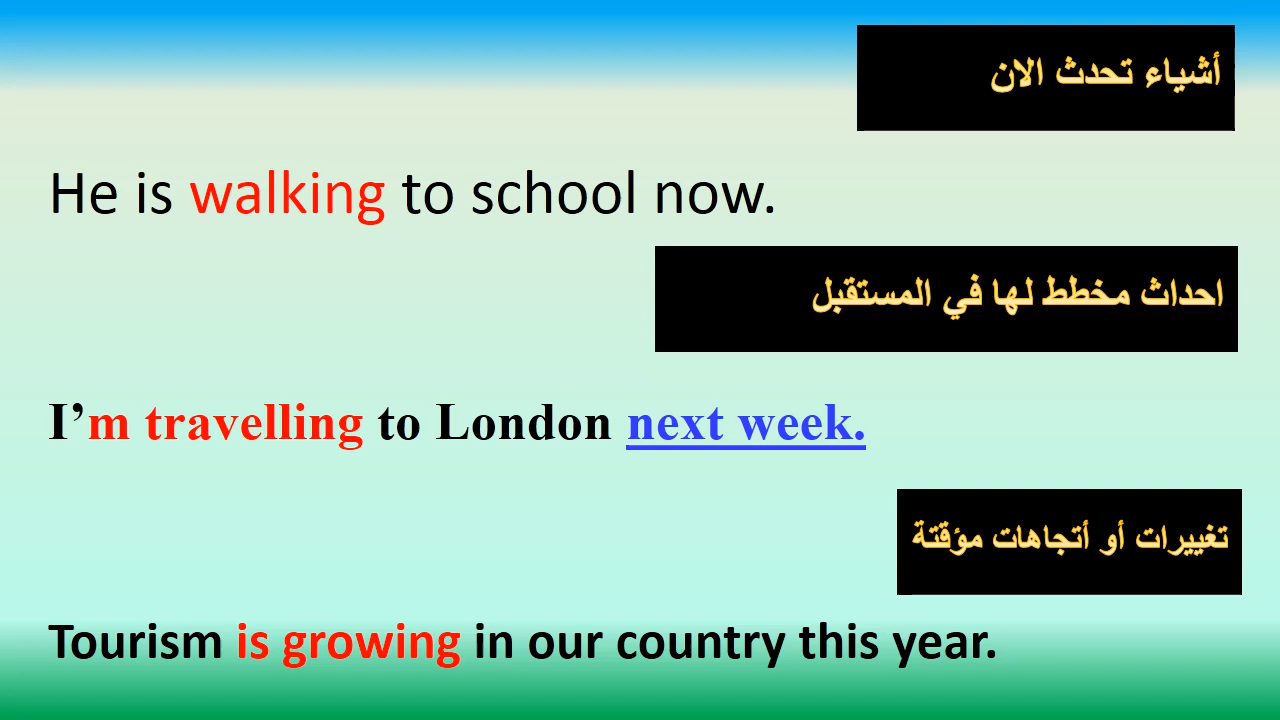 أشياء تحدث الان
He is walking to school now.
احداث مخطط لها في المستقبل
I’m travelling to London next week.
تغييرات أو أتجاهات مؤقتة
Tourism is growing in our country this year.